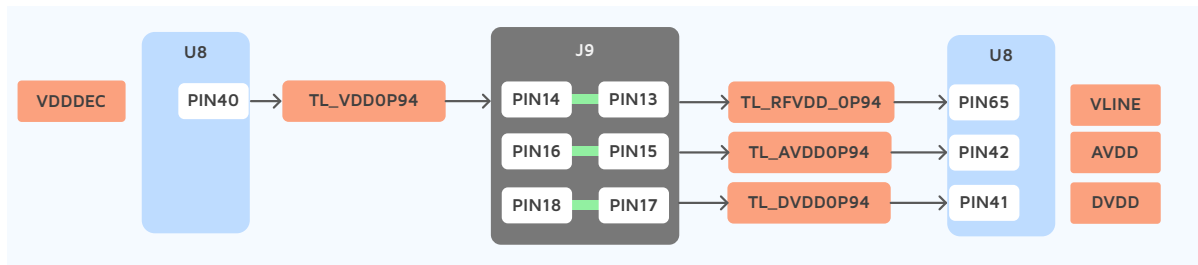 U8
J9
U8
VDDDEC
PIN40
TL_VDD0P94
PIN14
PIN13
TL_RFVDD_0P94
PIN65
VLINE
PIN16
PIN15
TL_AVDD0P94
PIN42
AVDD
PIN18
PIN17
TL_DVDD0P94
PIN41
DVDD